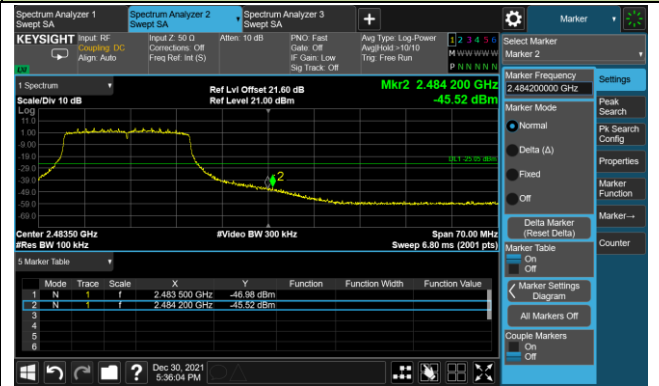 Spectrum Analyzer 1
Swept SA
Spectrum Analyzer 2
Swept SA
Spectrum Analyzer 3
Swept SA
+
Marker
KEYSIGHT
Input: RF
Coupling: DC
Align: Auto
Input Z: 50 Ω
Corrections: Off
Freq Ref: Int (S)
Atten: 10 dB
PNO: Fast
Gate: Off
IF Gain: Low
Sig Track: Off
Avg Type: Log-Power
Avg|Hold:>10/10
Trig: Free Run
1 2 3 4 5 6
M W W W W W
P N N N N N
LXI
Select Marker
Marker 2
1 Spectrum
Scale/Div 10 dB
Log
Ref Lvl Offset 21.60 dB
Ref Level 21.00 dBm
Mkr2 2.484 200 GHz
-45.52 dBm
11.0
1.00
-9.00
-19.0
-29.0
-39.0
-49.0
-59.0
-69.0
DL1 -25.05 dBm
2
Center 2.48350 GHz
#Res BW 100 kHz
#Video BW 300 kHz
Span 70.00 MHz
Sweep 6.80 ms (2001 pts)
5 Marker Table
Mode Trace Scale X Y Function Function Width Function Value
1 N 1 f 2.483 500 GHz -46.98 dBm
2 N 1 f 2.484 200 GHz -45.52 dBm
3
4
5
6
Marker Frequency
2.484200000 GHz
Marker Mode
Normal
Delta (Δ)
Fixed
Off
Delta Marker
(Reset Delta)
Marker Table
On
Off
Marker Settings
Diagram
All Markers Off
Couple Markers
On
Off
Settings
Peak
Search
Pk Search
Config
Properties
Marker
Function
Marker→
Counter
?
Dec 30, 2021
5:36:04 PM